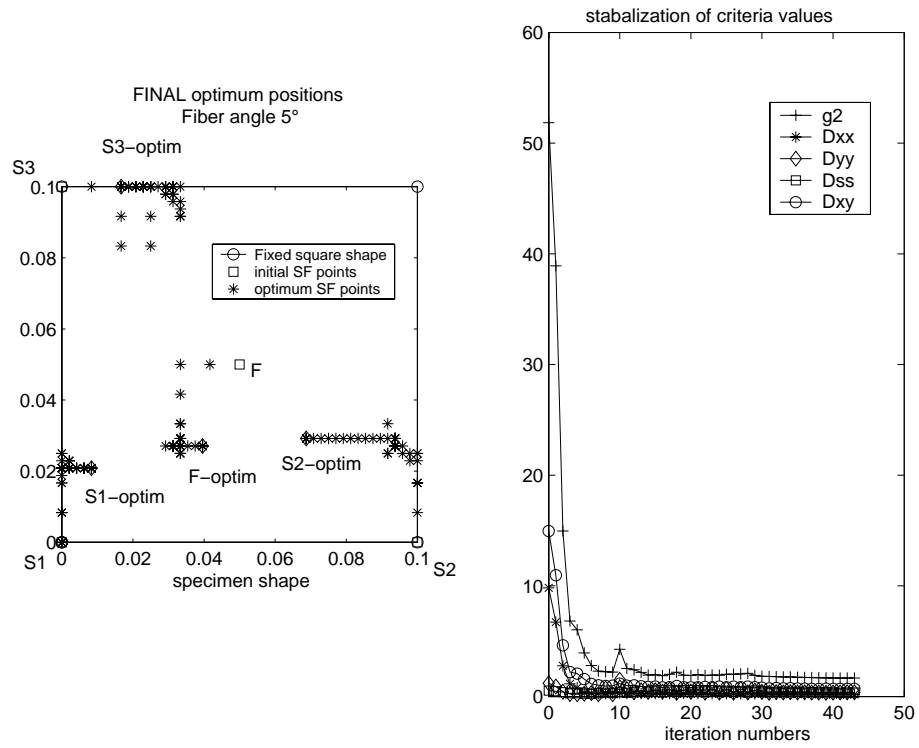 FINAL optimum positions
Fiber angle 5°
S3-optim
S3
0.1
0.08
0.06
0.04
0.02
0
Fixed square shape
initial SF points
optimum SF points
F
S2-optim
F-optim
S1-optim
S1
0
0.02
0.04
0.06
0.08
0.1
S2
specimen shape
stabalization of criteria values
60
50
40
30
20
10
0
g2
Dxx
Dyy
Dss
Dxy
0
10
20
30
40
50
iteration numbers